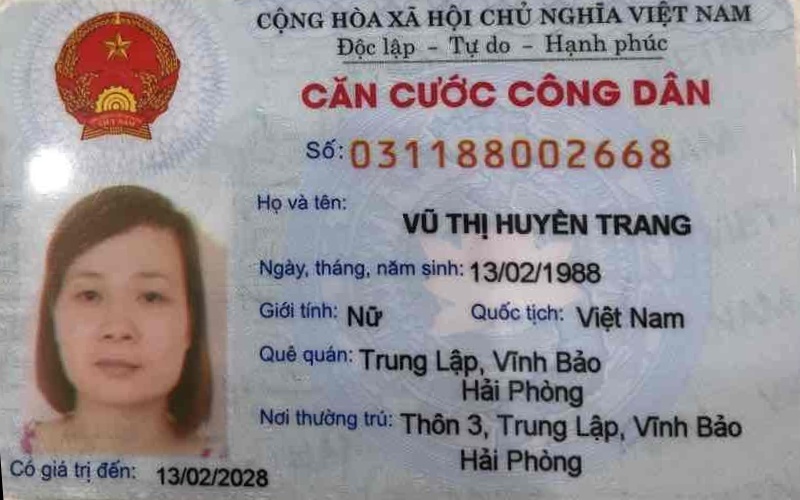 CỘNG HÒA XÃ HỘI CHỦ NGHĨA VIỆT NAM
Độc lập - Tự do - Hạnh phúc
CĂN CƯỚC CÔNG DÂN
Số: 031188002668
Họ và tên:
VŨ THỊ HUYỀN TRANG
Ngày, tháng, năm sinh: 13/02/1988
Giới tính: Nữ Quốc tịch: Việt Nam
Quê quán: Trung Lập, Vĩnh Bảo
Hải Phòng
Nơi thường trú: Thôn 3, Trung Lập, Vĩnh Bảo
Hải Phòng
Có giá trị đến: 13/02/2028